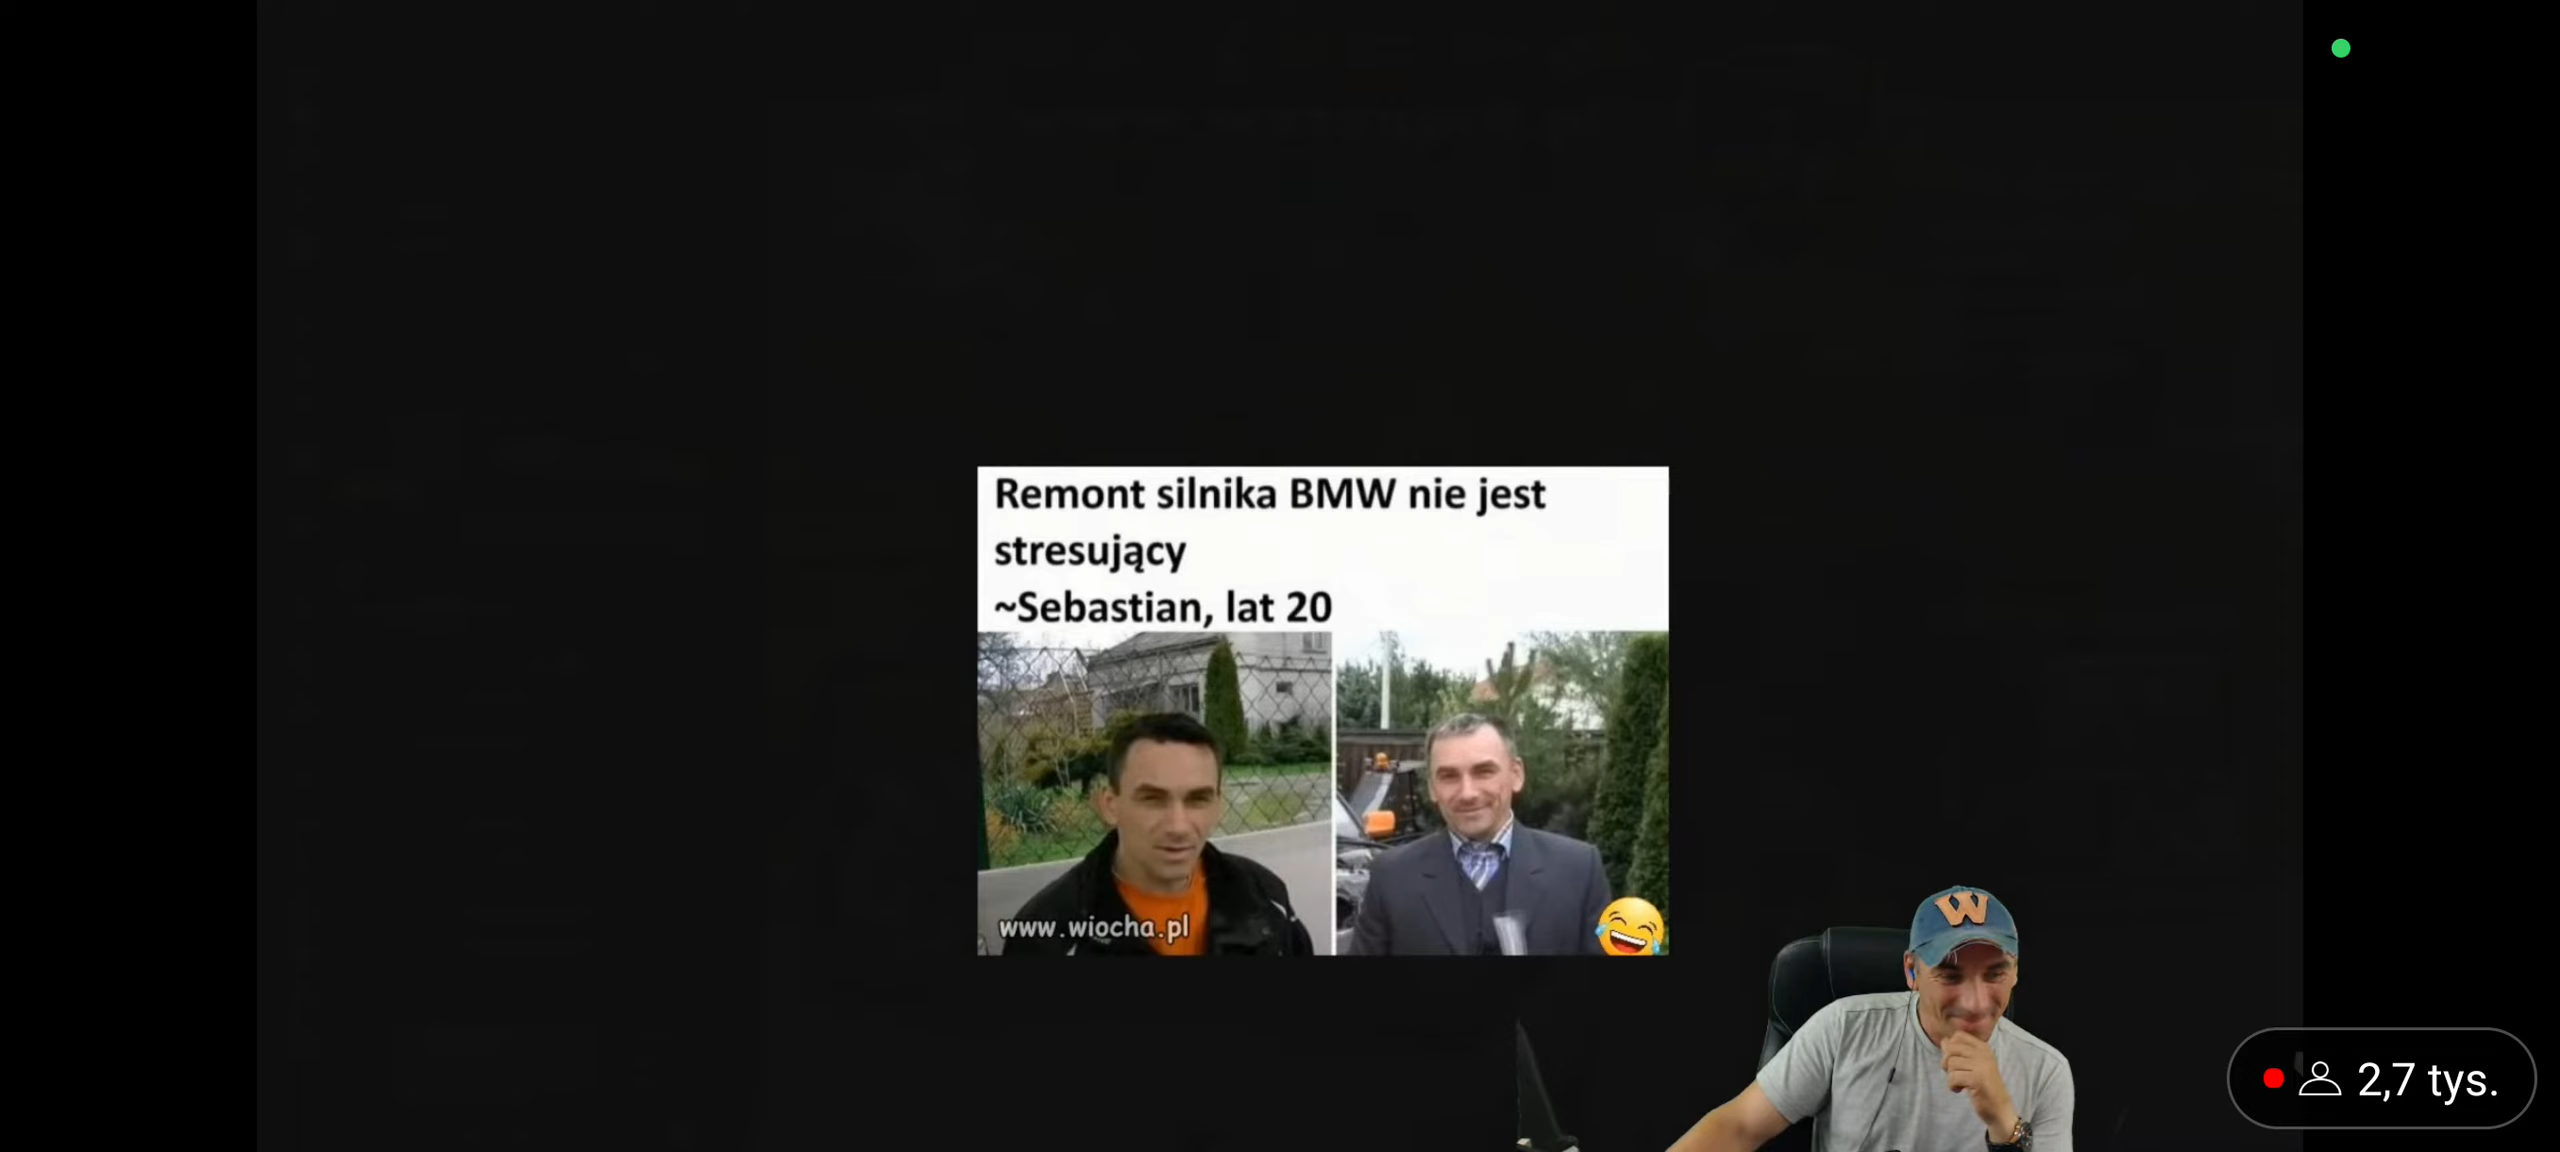 Remont silnika BMW nie jest
stresujący
~Sebastian, lat 20
www.wiocha.pl
W
2,7 tys.